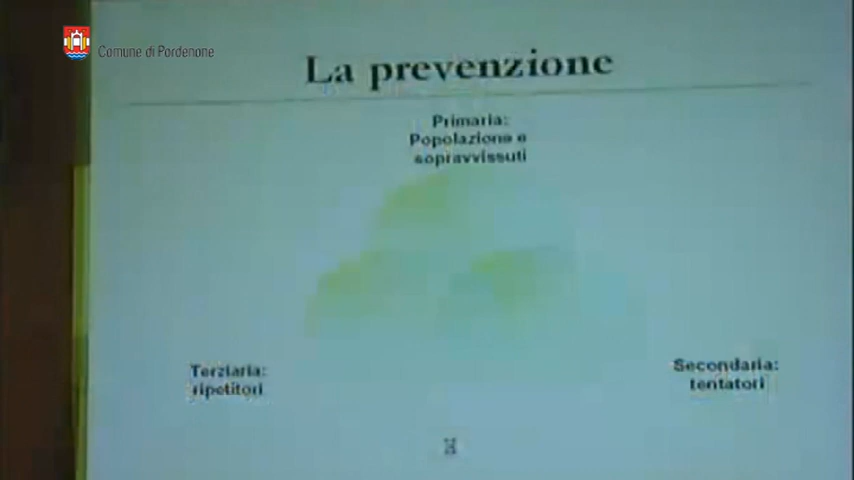 Comune di Pordenone
La prevenzione
Primaria:
Popolazione e
sopravvissuti
Terziaria:
ripetitori
Secondaria:
tentatori